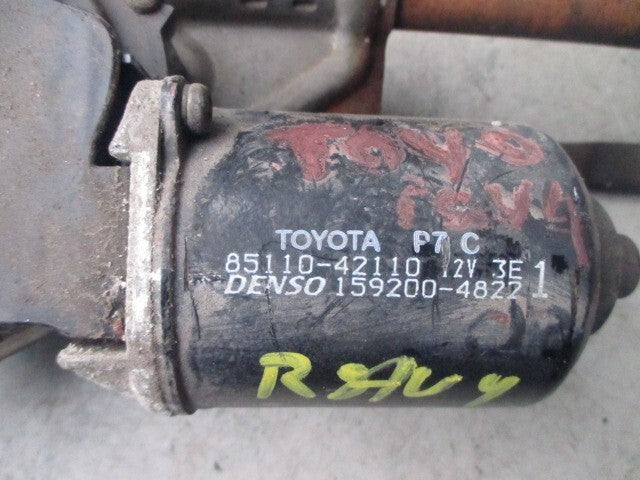 TOYO
TOYOTA P7 C
85110-42110 12V 3E 1
DENSO 159200-4822
RAV4